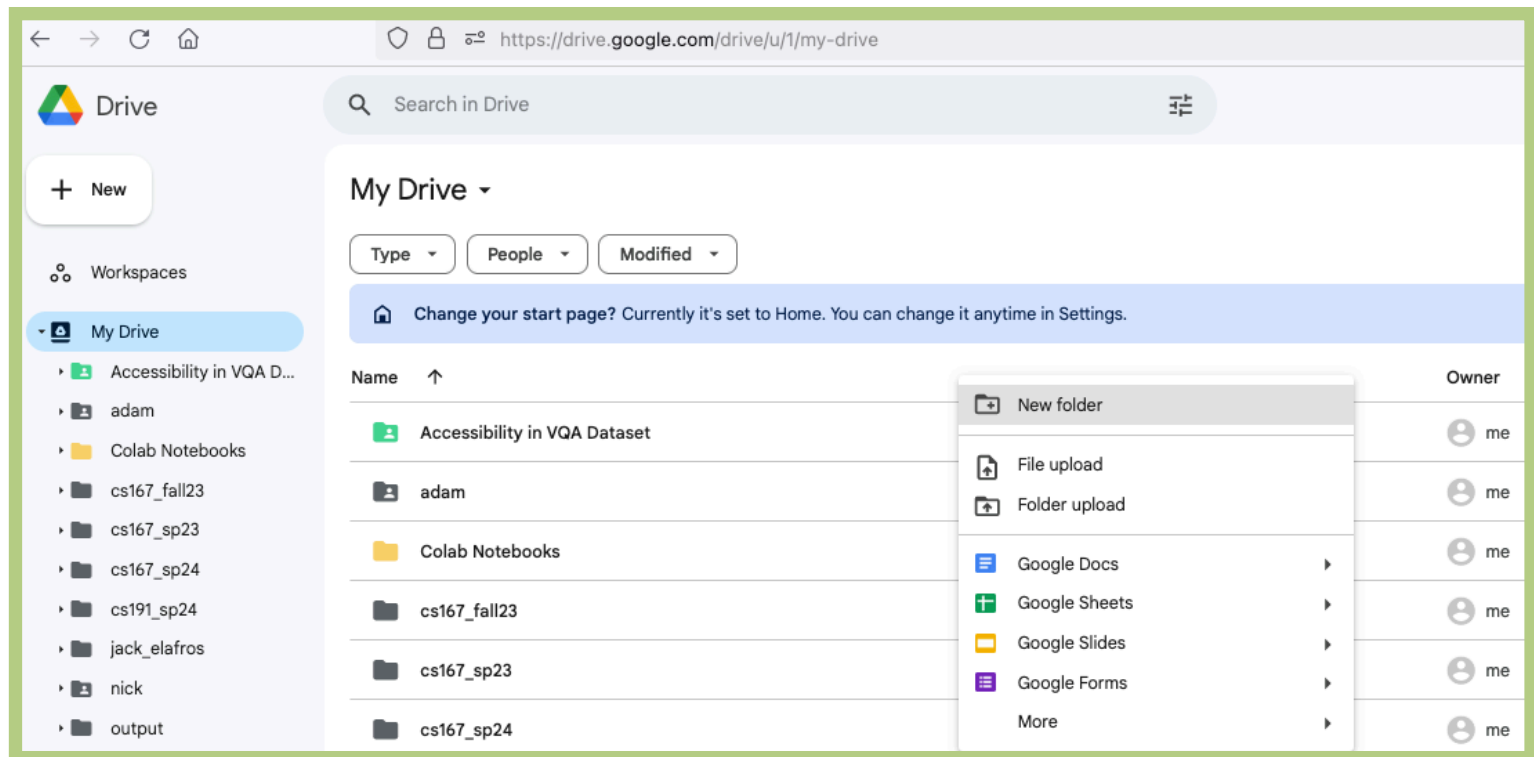 https://drive.google.com/drive/u/1/my-drive
Drive
Search in Drive
New
My Drive
Workspaces
Type People Modified
Change your start page? Currently it's set to Home. You can change it anytime in Settings.
My Drive
Accessibility in VQA D...
adam
Colab Notebooks
cs167_fall23
cs167_sp23
cs167_sp24
cs191_sp24
jack_elafros
nick
output
Name Owner
Accessibility in VQA Dataset me
adam me
Colab Notebooks me
cs167_fall23 me
cs167_sp23 me
cs167_sp24 me
New folder
File upload
Folder upload
Google Docs
Google Sheets
Google Slides
Google Forms
More